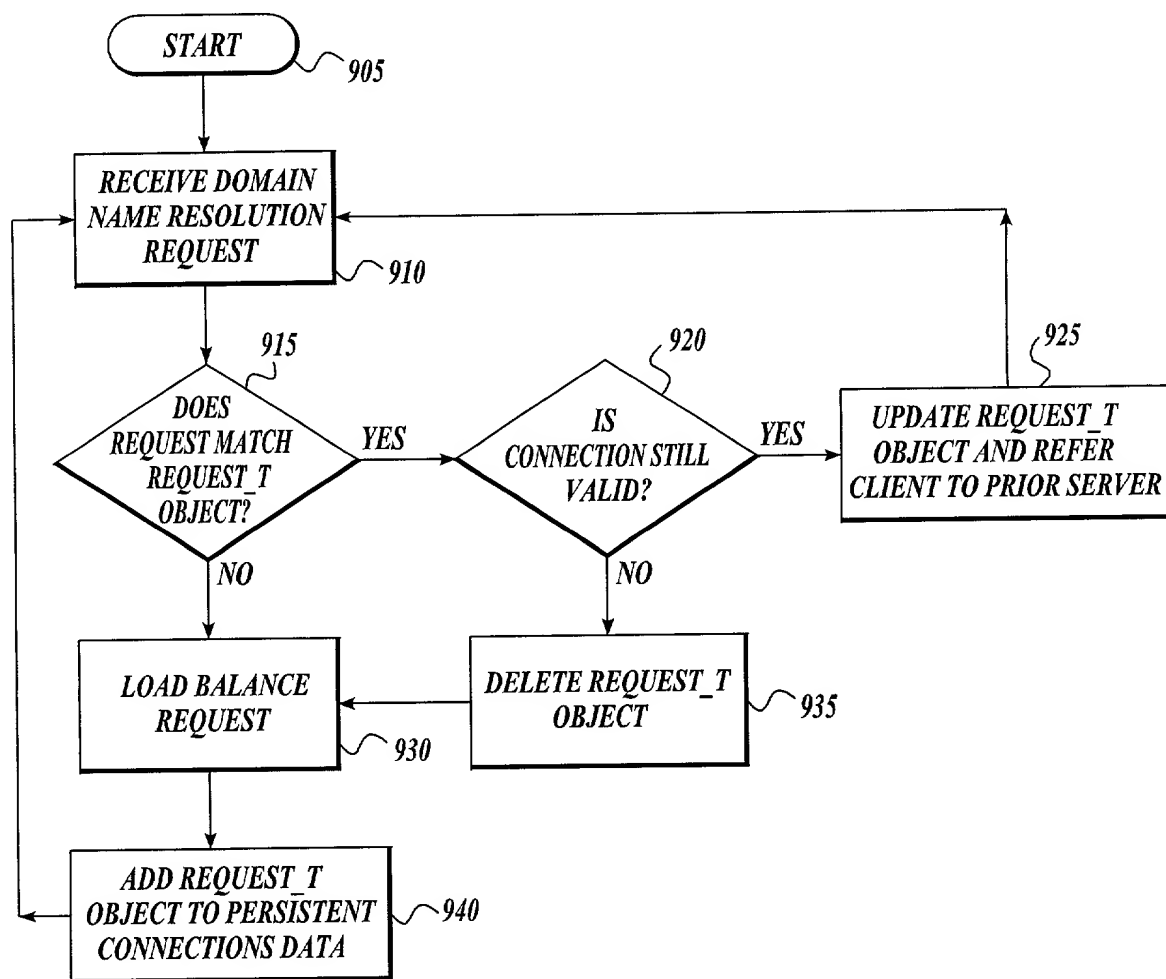 START
905
RECEIVE DOMAIN
NAME RESOLUTION
REQUEST
910
915
DOES
REQUEST MATCH
REQUEST_T
OBJECT?
YES
NO
920
IS
CONNECTION STILL
VALID?
YES
NO
925
UPDATE REQUEST_T
OBJECT AND REFER
CLIENT TO PRIOR SERVER
LOAD BALANCE
REQUEST
930
DELETE REQUEST_T
OBJECT
935
ADD REQUEST_T
OBJECT TO PERSISTENT
CONNECTIONS DATA
940